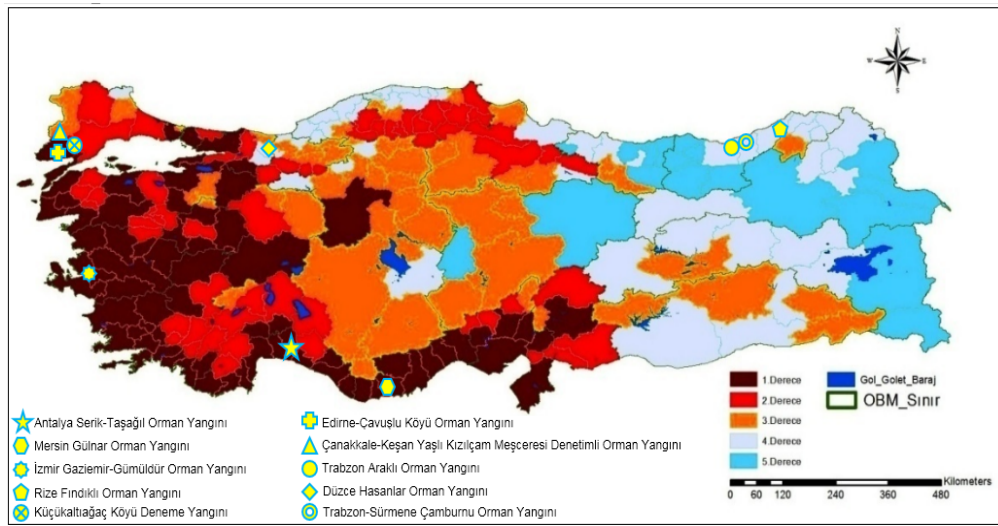 N
W
E
S
1.Derece
2.Derece
3.Derece
4.Derece
5.Derece
Gol_Golet_Baraj
OBM_Sınır
Kilometers
0 60 120 240 360 480
Antalya Serik-Taşağıl Orman Yangını
Mersin Gülnar Orman Yangını
İzmir Gaziemir-Gümüldür Orman Yangını
Rize Fındıklı Orman Yangını
Küçükaltıağaç Köyü Deneme Yangını
Edirne-Çavuşlu Köyü Orman Yangını
Çanakkale-Keşan Yaşlı Kızılçam Meşceresi Denetimli Orman Yangını
Trabzon Araklı Orman Yangını
Düzce Hasanlar Orman Yangını
Trabzon-Sürmene Çamburnu Orman Yangını